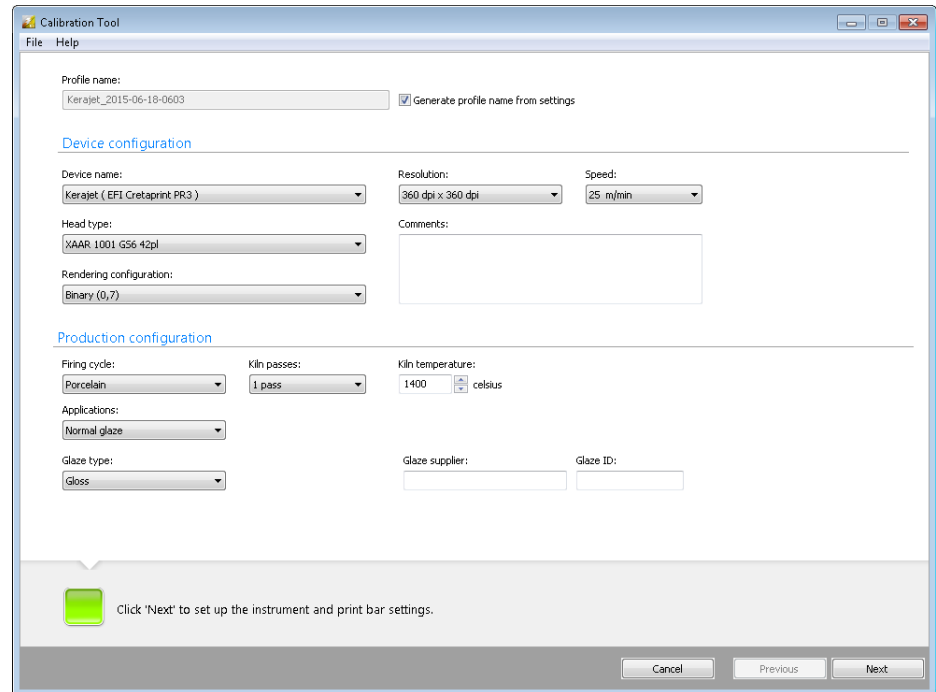 Calibration Tool
File Help
Profile name:
Kerajet_2015-06-18-0603
Generate profile name from settings
Device configuration
Device name: Resolution: Speed:
Kerajet ( EFI Cretaprint PR3 ) 360 dpi x 360 dpi 25 m/min
Head type: Comments:
XAAR 1001 GS6 42pl
Rendering configuration:
Binary (0,7)
Production configuration
Firing cycle: Kiln passes: Kiln temperature:
Porcelain 1 pass 1400 celsius
Applications:
Normal glaze
Glaze type: Glaze supplier: Glaze ID:
Gloss
Click 'Next' to set up the instrument and print bar settings.
Cancel Previous Next